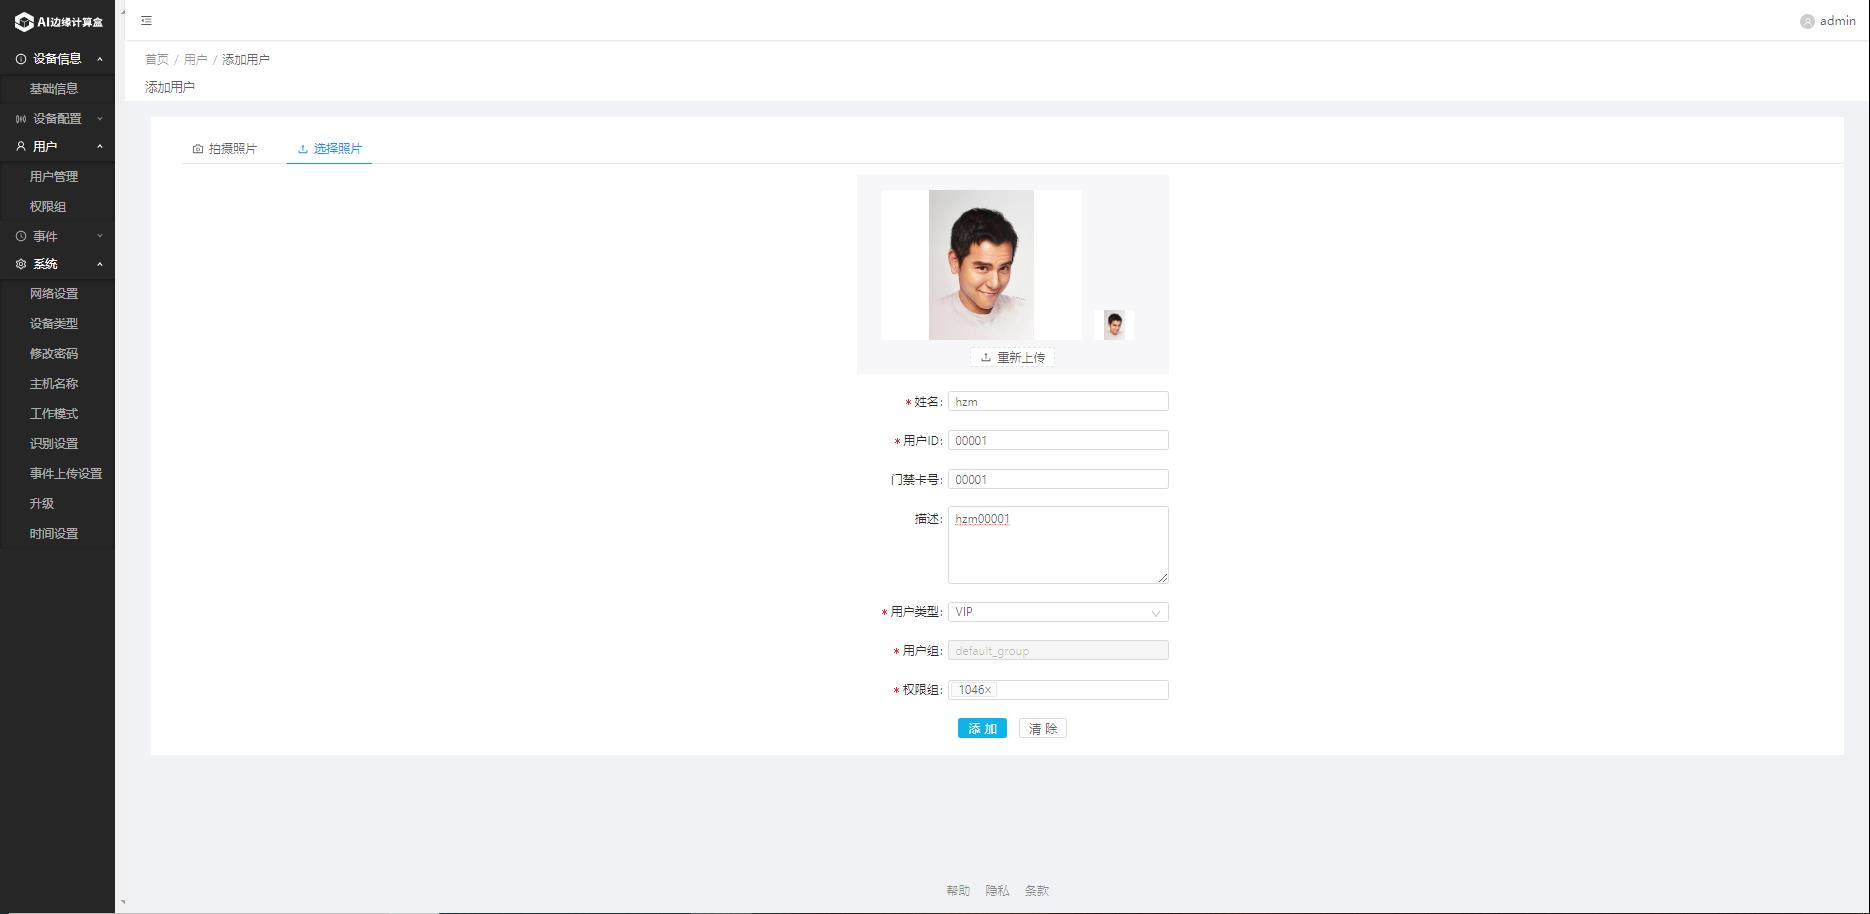 AI边缘计算盒
设备信息
基础信息
设备配置
用户
用户管理
权限组
事件
系统
网络设置
设备类型
修改密码
主机名称
工作模式
识别设置
事件上传设置
升级
时间设置
admin
首页 / 用户 / 添加用户
添加用户
拍摄照片 选择照片
重新上传
* 姓名: hzm
* 用户ID: 00001
门禁卡号: 00001
描述: hzm00001
* 用户类型: VIP
* 用户组: default_group
* 权限组: 1046×
添 加 清 除
帮助 隐私 条款